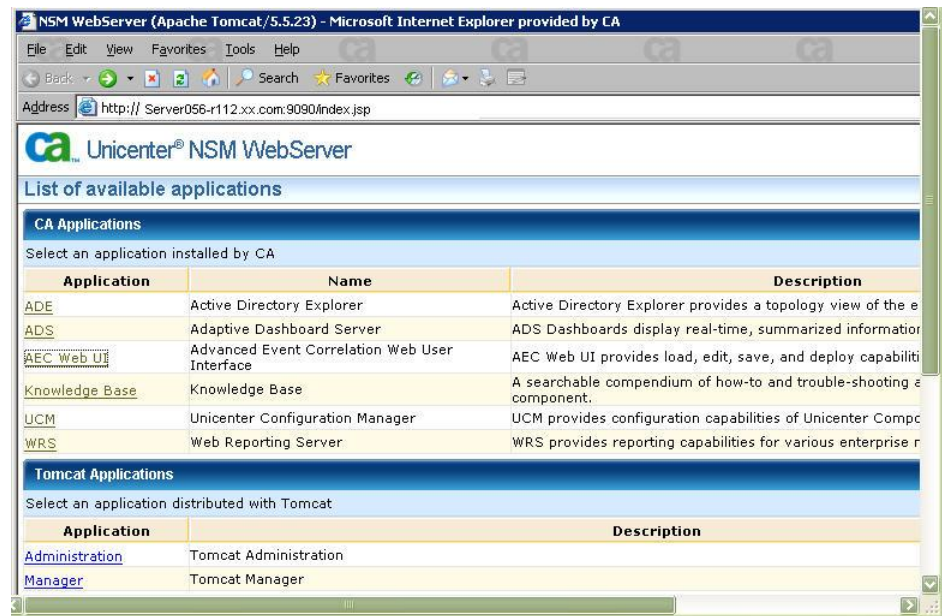 NSM WebServer (Apache Tomcat/5.5.23) - Microsoft Internet Explorer provided by CA
File Edit View Favorites Tools Help
Back Search Favorites
Address http:// Server056-r112.xx.com:9090/index.jsp
ca Unicenter® NSM WebServer
List of available applications
CA Applications
Select an application installed by CA
Application Name Description
ADE Active Directory Explorer Active Directory Explorer provides a topology view of the e
ADS Adaptive Dashboard Server ADS Dashboards display real-time, summarized information
AEC Web UI Advanced Event Correlation Web User Interface AEC Web UI provides load, edit, save, and deploy capabiliti
Knowledge Base Knowledge Base A searchable compendium of how-to and trouble-shooting a
component.
UCM Unicenter Configuration Manager UCM provides configuration capabilities of Unicenter Compo
WRS Web Reporting Server WRS provides reporting capabilities for various enterprise r
Tomcat Applications
Select an application distributed with Tomcat
Application Description
Administration Tomcat Administration
Manager Tomcat Manager